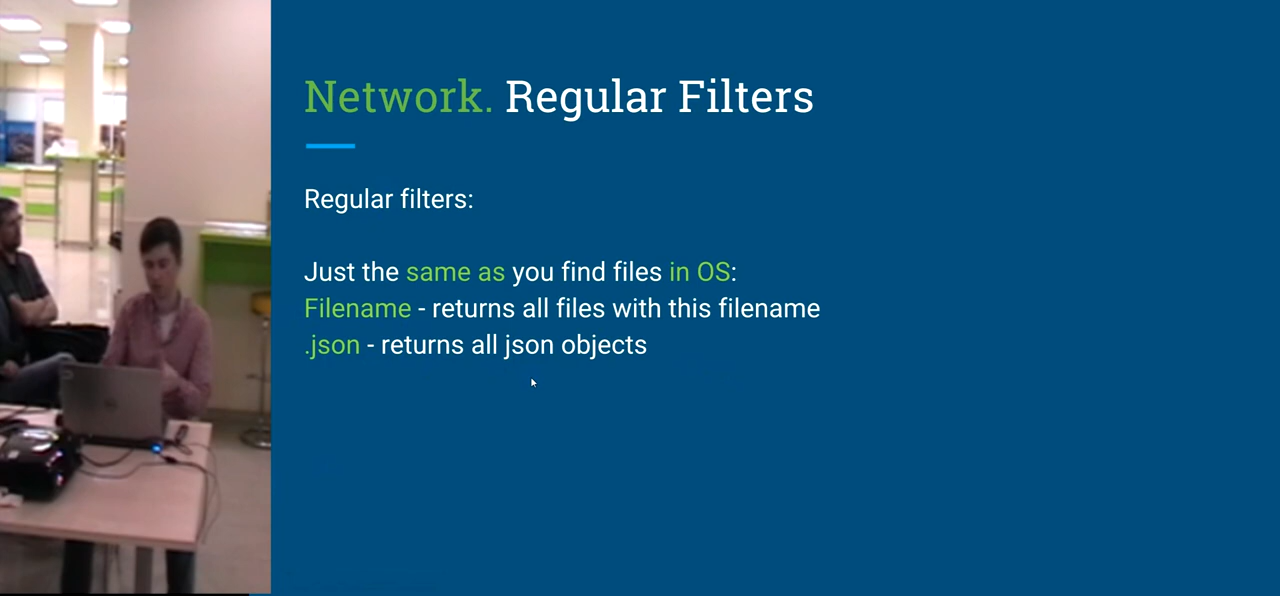 Network. Regular Filters
Regular filters:
Just the same as you find files in OS:
Filename - returns all files with this filename
.json - returns all json objects